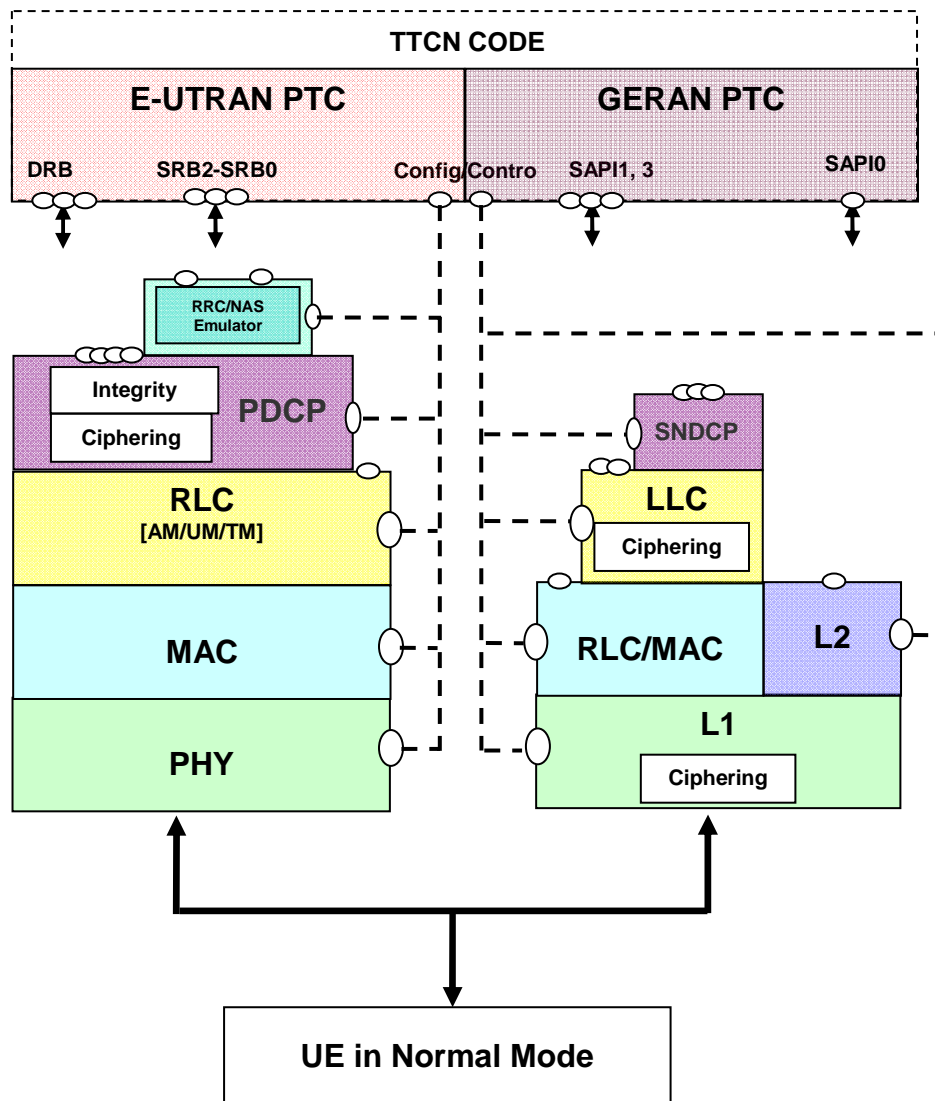 TTCN CODE
E-UTRAN PTC
GERAN PTC
DRB
SRB2-SRB0
Config/Contro
SAPI1, 3
SAPI0
RRC/NAS
Emulator
Integrity
PDCP
Ciphering
SNDCP
RLC
[AM/UM/TM]
LLC
Ciphering
MAC
RLC/MAC
L2
PHY
L1
Ciphering
UE in Normal Mode